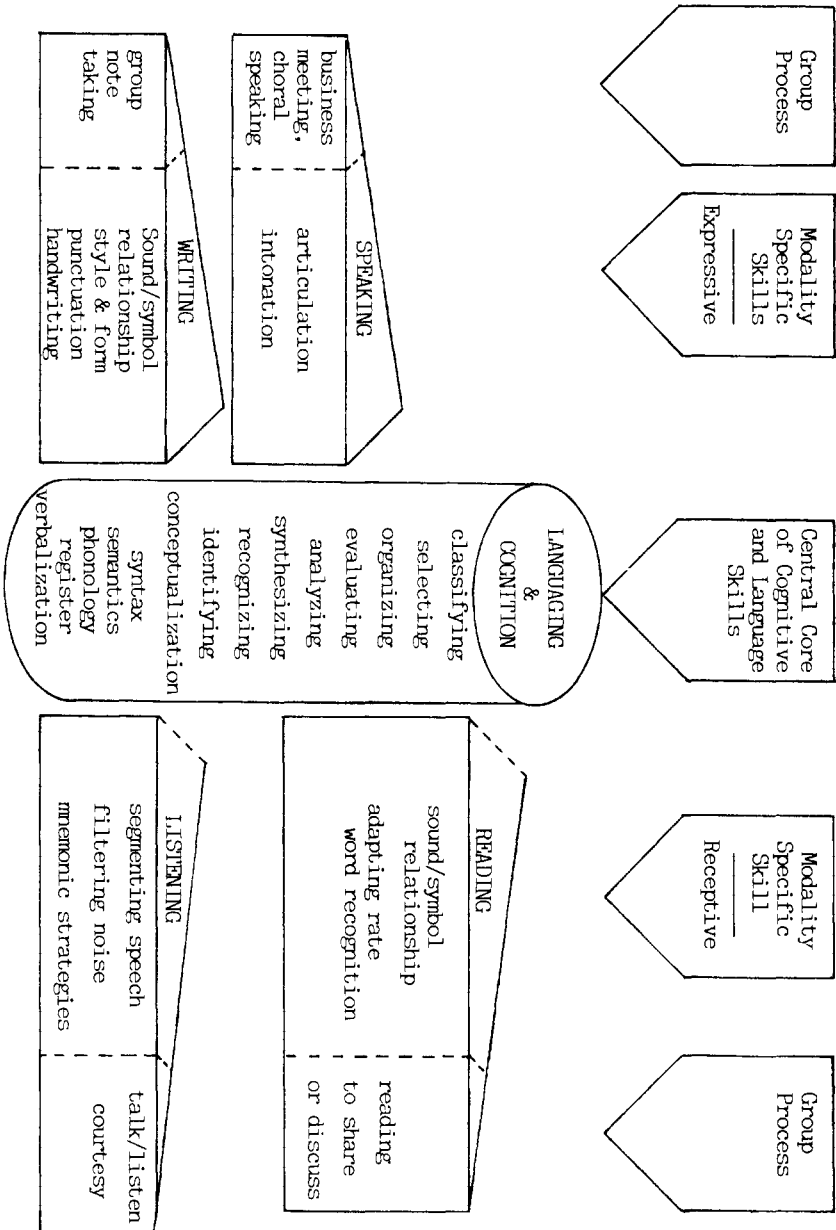 Group
Process
Modality
Specific
Skills
Expressive
Central Core
of Cognitive
and Language
Skills
Modality
Specific
Skill
Receptive
Group
Process
SPEAKING
business
meeting,
choral
speaking
articulation
intonation
WRITING
group
note
taking
Sound/symbol
relationship
style & form
punctuation
handwriting
LANGUAGING
&
COGNITION
classifying
selecting
organizing
evaluating
analyzing
synthesizing
recognizing
identifying
conceptualization
syntax
semantics
phonology
register
verbalization
READING
sound/symbol
relationship
adapting rate
word recognition
reading
to share
or discuss
LISTENING
segmenting speech
filtering noise
mnemonic strategies
talk/listen
courtesy